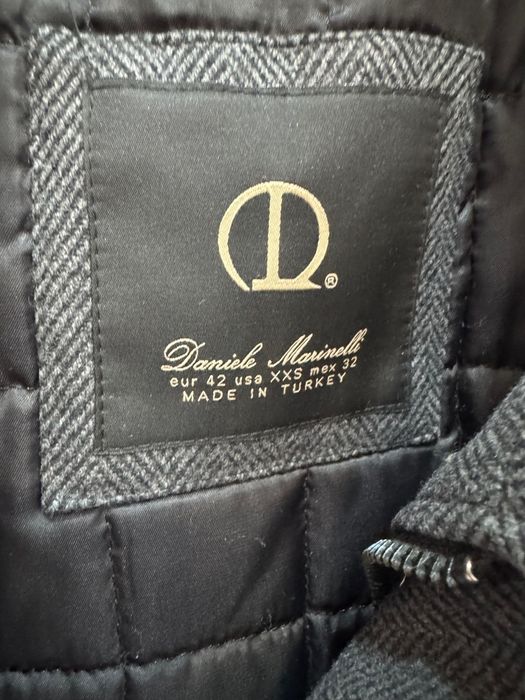 ®
Daniele Marinelli
eur 42 usa XXS mex 32
MADE IN TURKEY